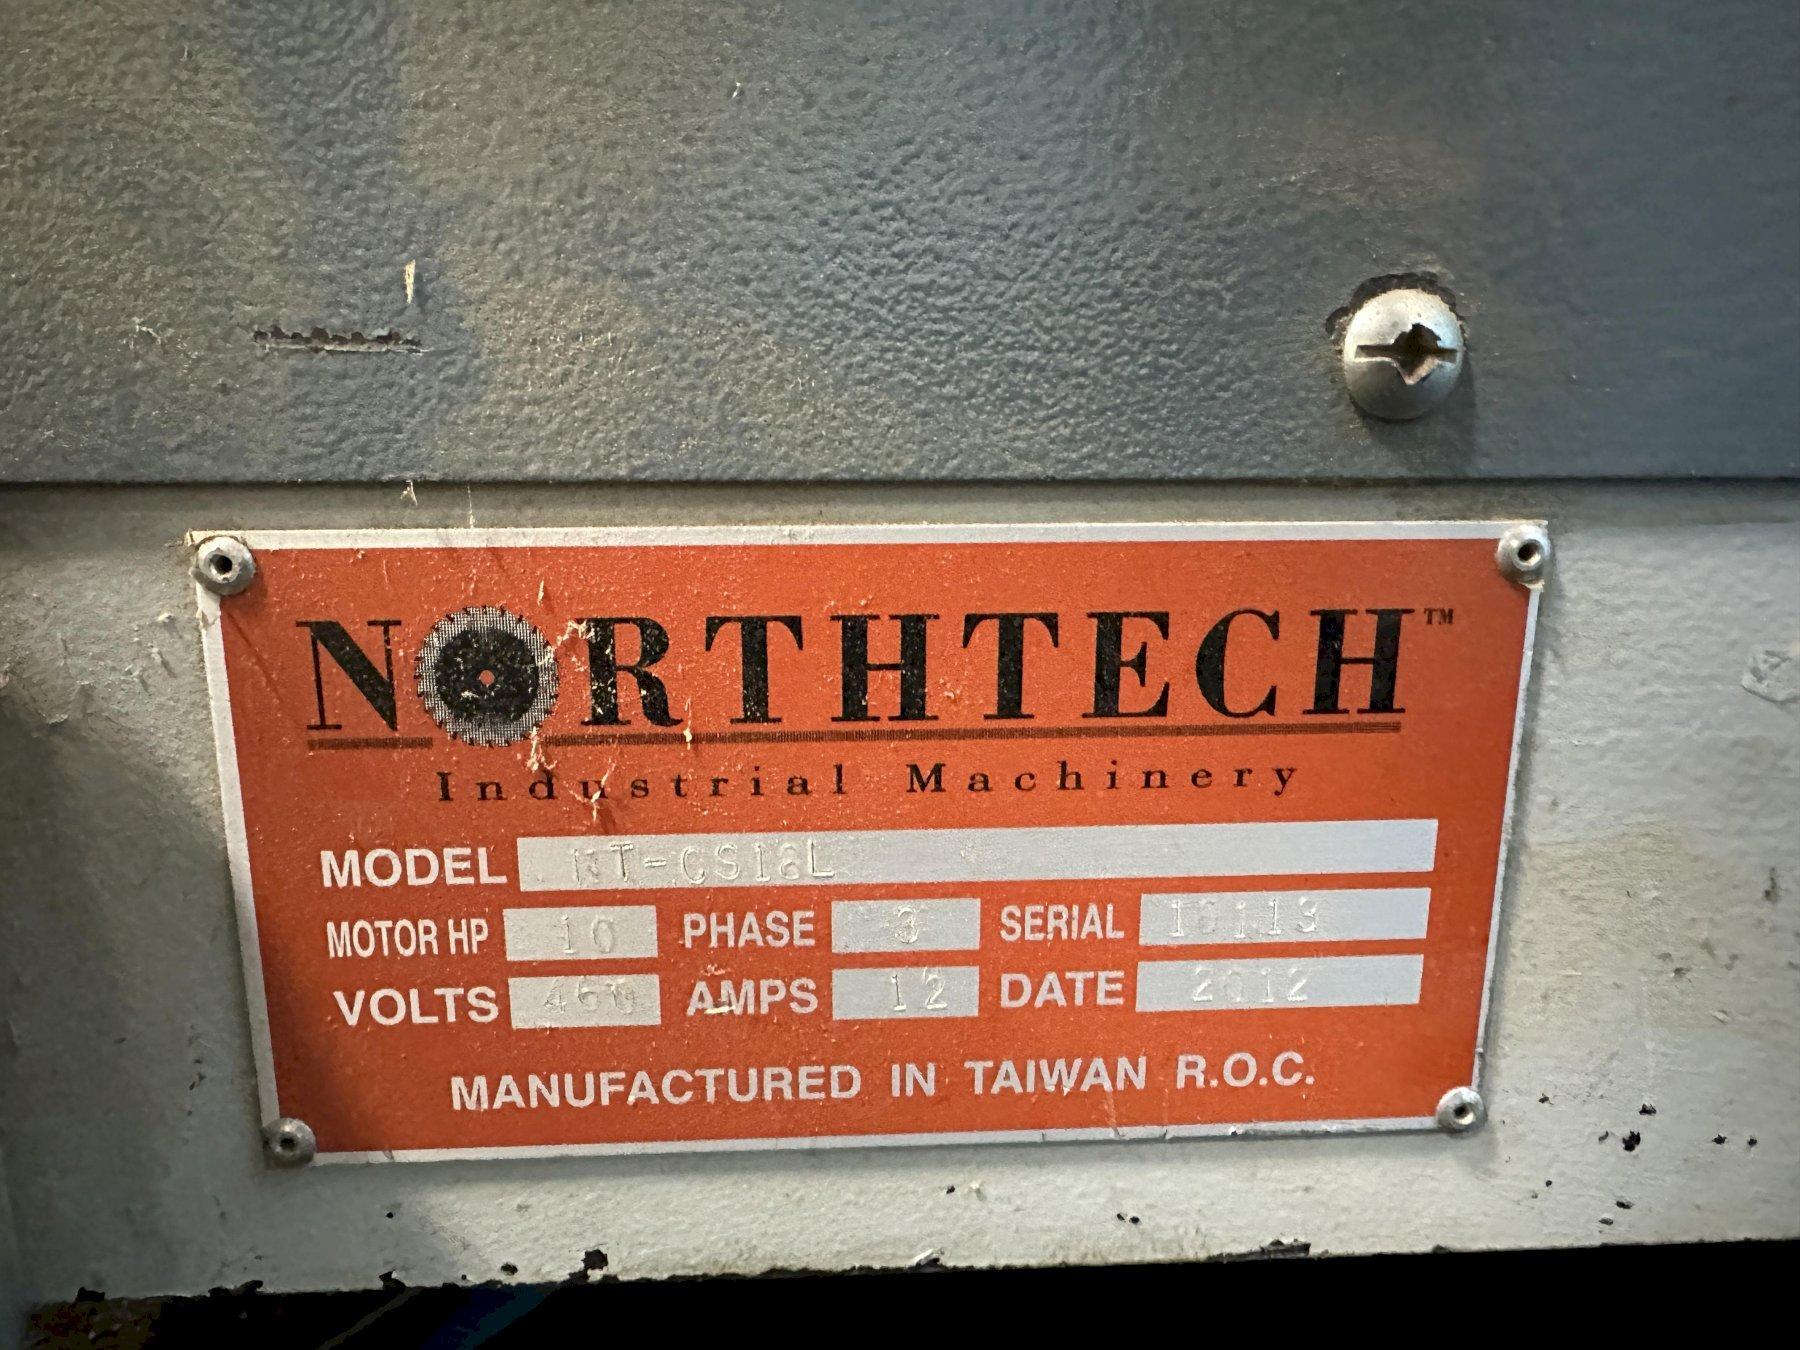 NORTHTECH™
Industrial Machinery
MODEL NT-CS18L
MOTOR HP 10 PHASE 3 SERIAL
VOLTS 460 AMPS 12 DATE 2012
MANUFACTURED IN TAIWAN R.O.C.